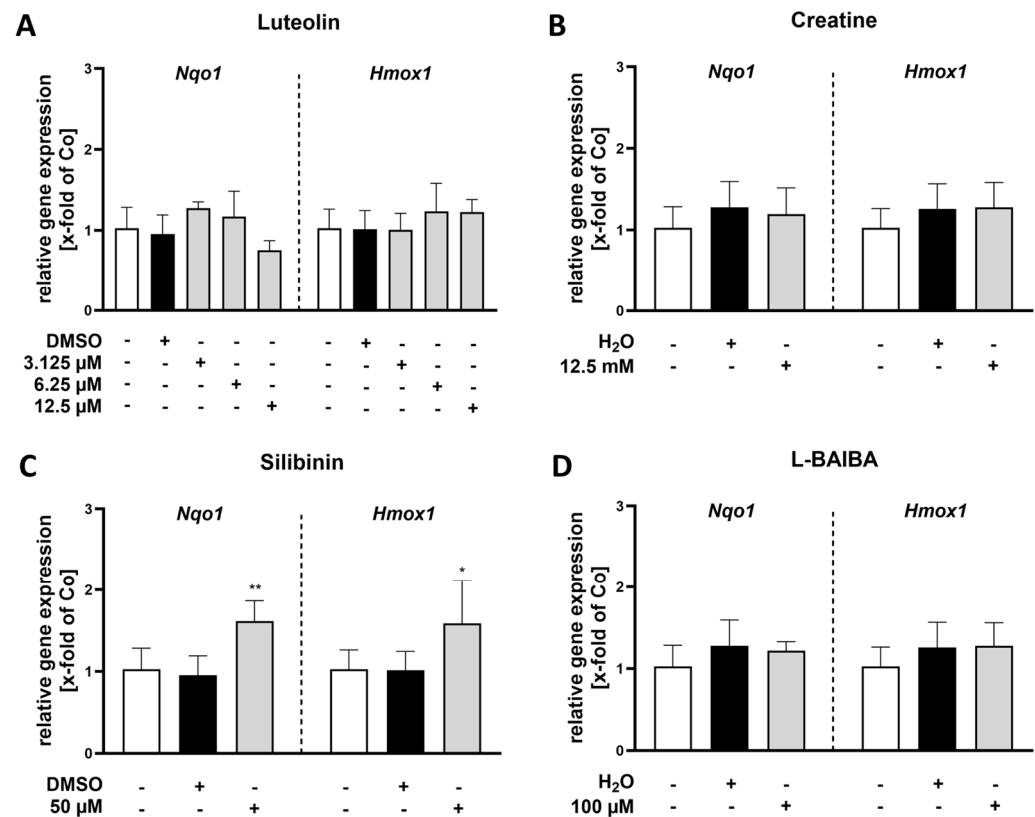 A
Luteolin
relative gene expression
[x-fold of Co]
3
2
1
0
Nqo1
Hmox1
DMSO - + - - - - + - - -
3.125 µM - - + - - - - + - -
6.25 µM - - - + - - - - + -
12.5 µM - - - - + - - - - +
B
Creatine
relative gene expression
[x-fold of Co]
3
2
1
0
Nqo1
Hmox1
H₂O - + - - + -
12.5 mM - - + - - +
C
Silibinin
relative gene expression
[x-fold of Co]
3
2
1
0
Nqo1
Hmox1
**
*
DMSO - + - - + -
50 µM - - + - - +
D
L-BAIBA
relative gene expression
[x-fold of Co]
3
2
1
0
Nqo1
Hmox1
H₂O - + - - + -
100 µM - - + - - +